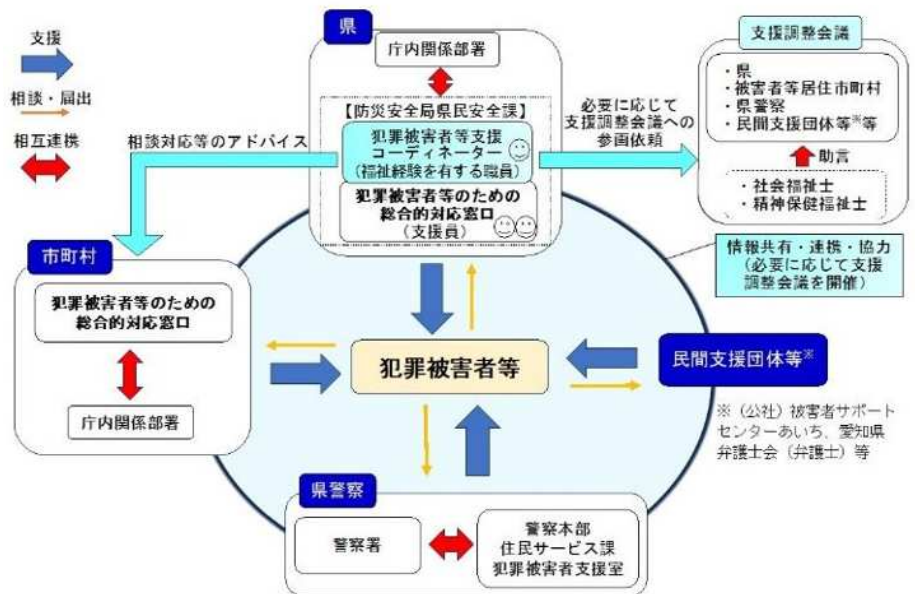 支援
相談・届出
相互連携
県
庁内関係部署
【防災安全局県民安全課】
犯罪被害者等支援
コーディネーター
(福祉経験を有する職員)
犯罪被害者等のための
総合的対応窓口
(支援員)
相談対応等のアドバイス
必要に応じて
支援調整会議への
参画依頼
支援調整会議
・県
・被害者等居住市町村
・県警察
・民間支援団体等※等
助言
・社会福祉士
・精神保健福祉士
情報共有・連携・協力
(必要に応じて支援
調整会議を開催)
市町村
犯罪被害者等のための
総合的対応窓口
庁内関係部署
犯罪被害者等
民間支援団体等※
※(公社)被害者サポート
センターあいち、愛知県
弁護士会(弁護士)等
県警察
警察署
警察本部
住民サービス課
犯罪被害者支援室